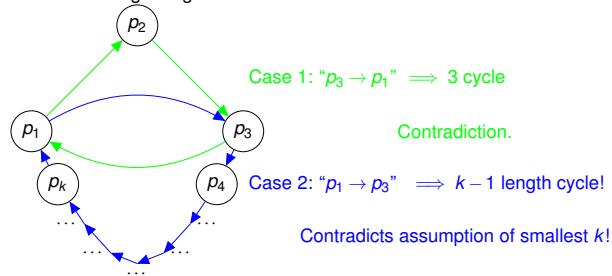 p2
Case 1: “p3 → p1” ⟹ 3 cycle
p1
p3
Contradiction.
pk
p4
Case 2: “p1 → p3” ⟹ k − 1 length cycle!
...
...
Contradicts assumption of smallest k!
...
...
...